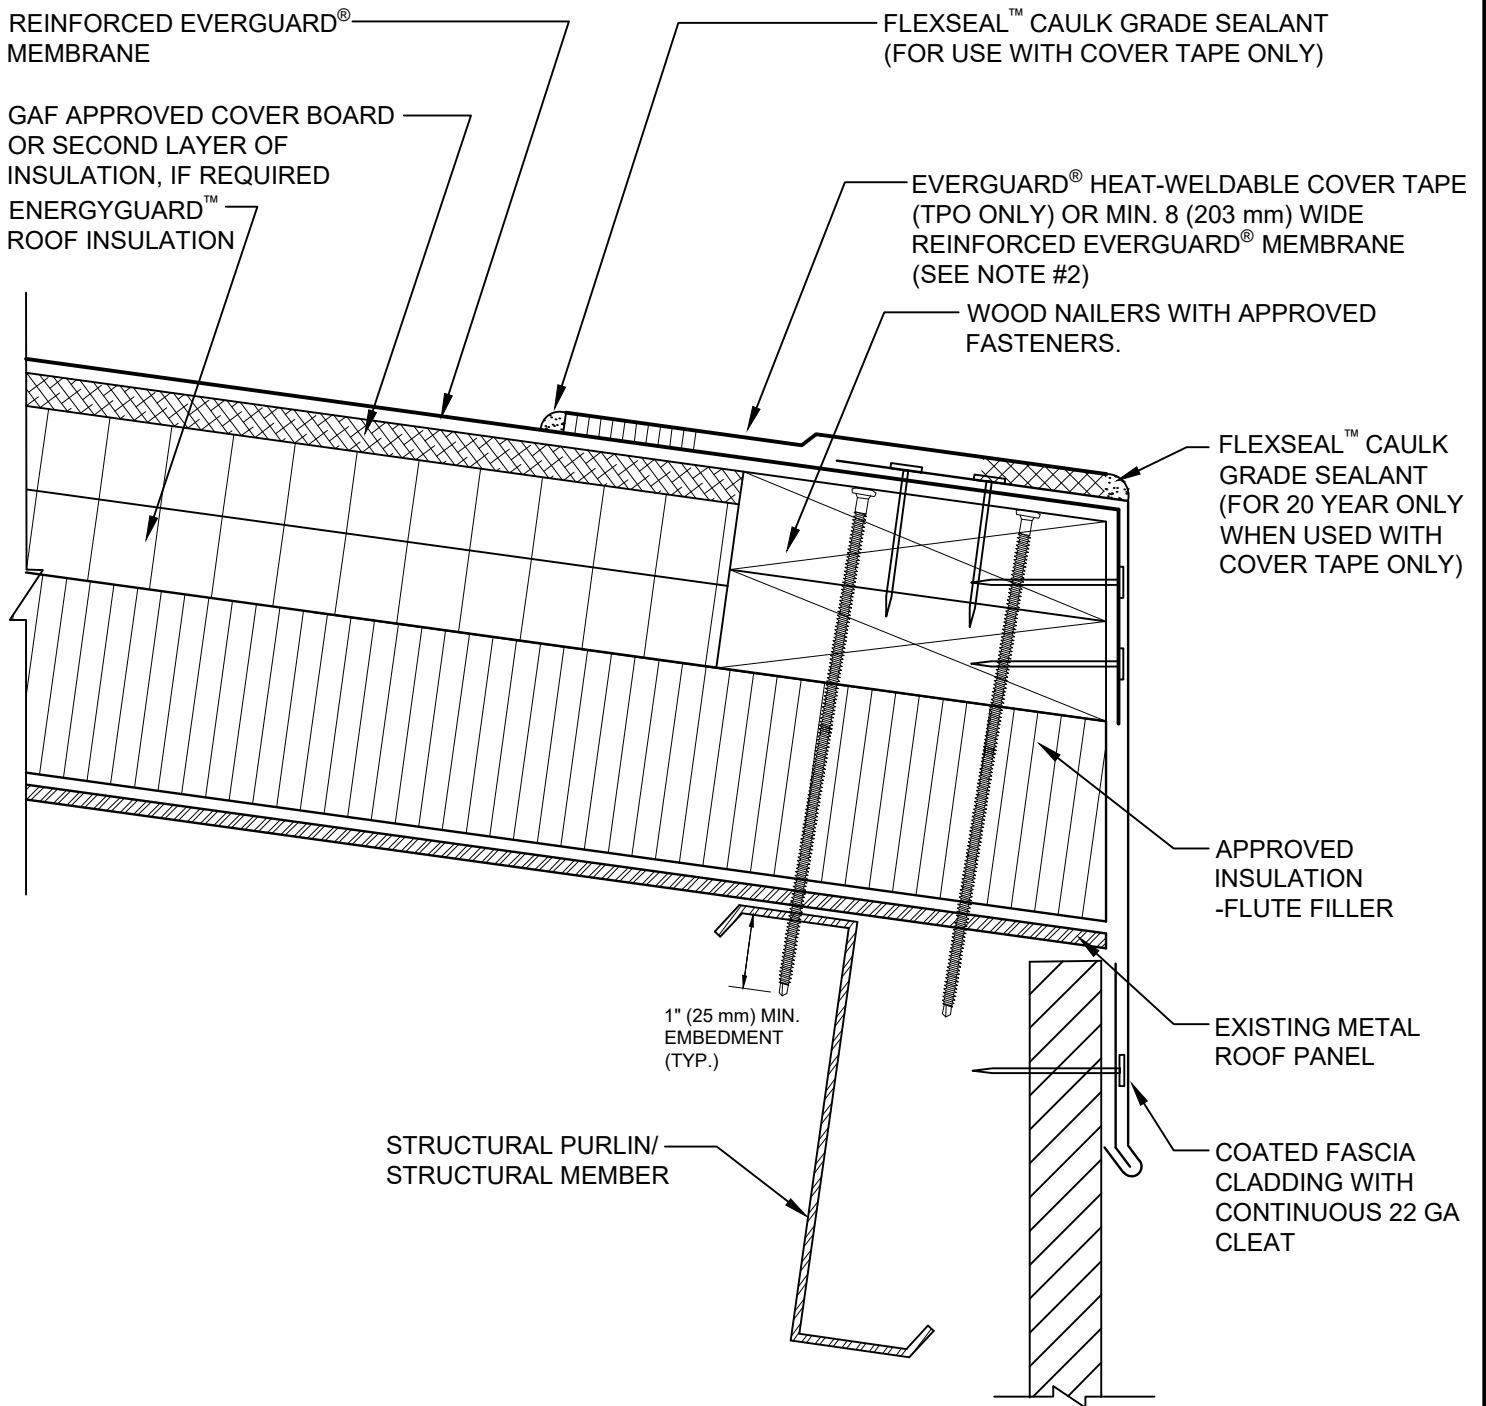 REINFORCED EVERGUARD®
MEMBRANE
FLEXSEAL™ CAULK GRADE SEALANT
(FOR USE WITH COVER TAPE ONLY)
GAF APPROVED COVER BOARD
OR SECOND LAYER OF
INSULATION, IF REQUIRED
ENERGYGUARD™
ROOF INSULATION
EVERGUARD® HEAT-WELDABLE COVER TAPE
(TPO ONLY) OR MIN. 8 (203 mm) WIDE
REINFORCED EVERGUARD® MEMBRANE
(SEE NOTE #2)
WOOD NAILERS WITH APPROVED
FASTENERS.
FLEXSEAL™ CAULK
GRADE SEALANT
(FOR 20 YEAR ONLY
WHEN USED WITH
COVER TAPE ONLY)
APPROVED
INSULATION
-FLUTE FILLER
1" (25 mm) MIN.
EMBEDMENT
(TYP.)
EXISTING METAL
ROOF PANEL
STRUCTURAL PURLIN/
STRUCTURAL MEMBER
COATED FASCIA
CLADDING WITH
CONTINUOUS 22 GA
CLEAT